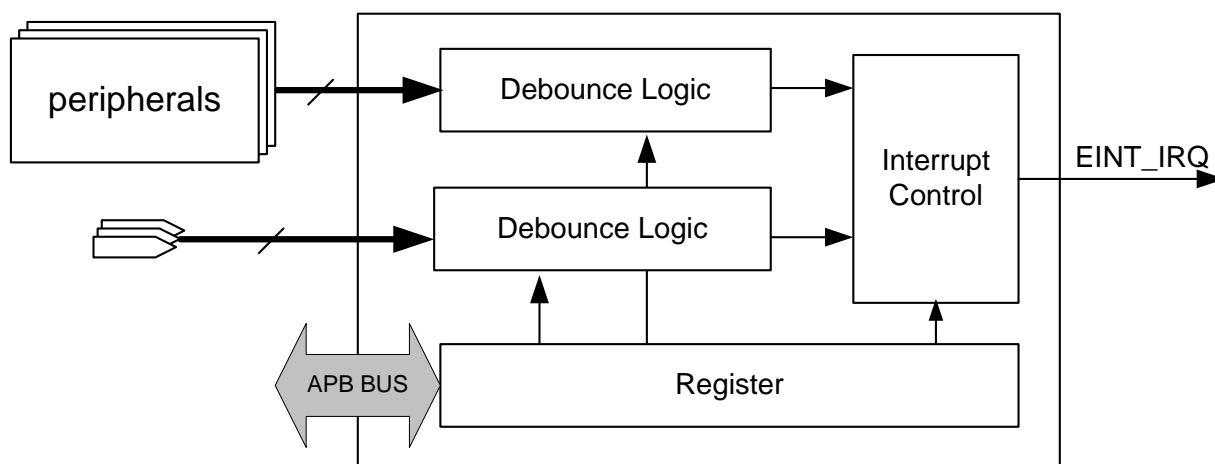 peripherals
Debounce Logic
Interrupt
Control
EINT_IRQ
Debounce Logic
APB BUS
Register